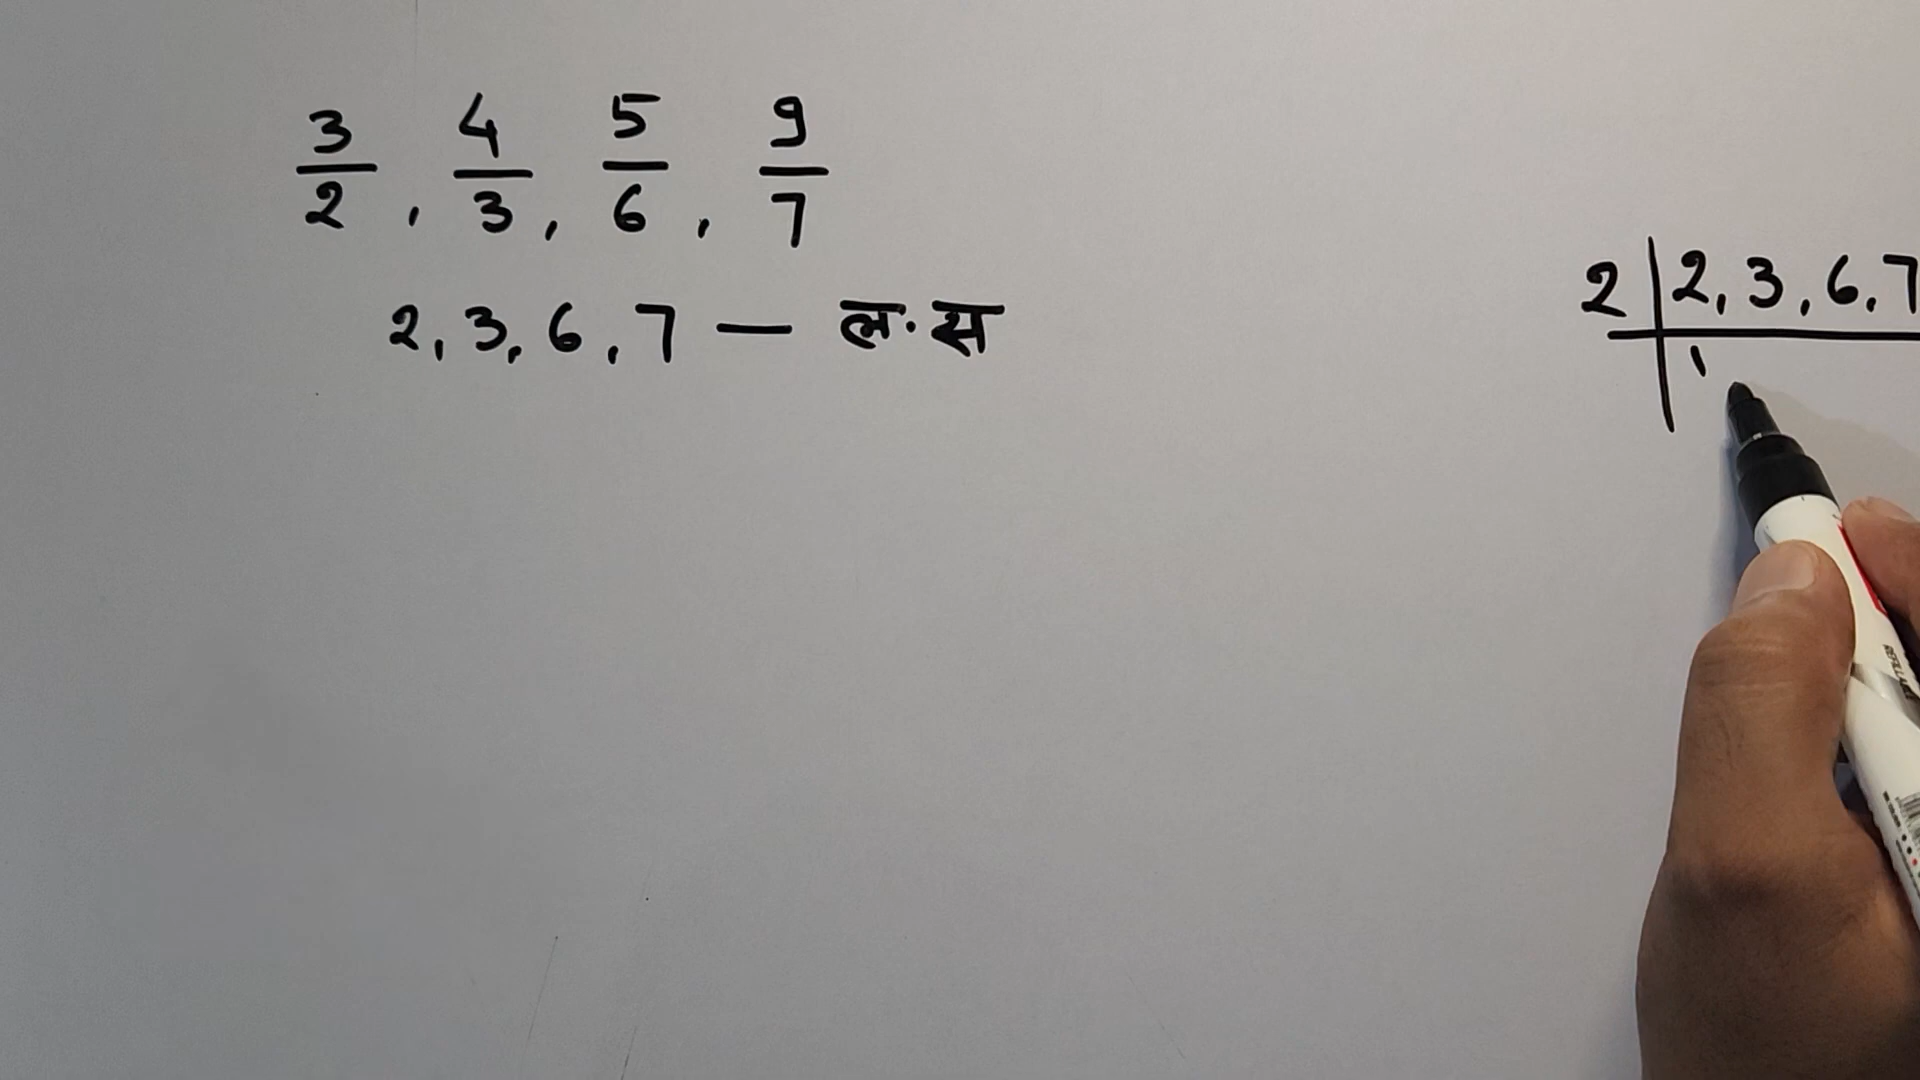 3/2 , 4/3 , 5/6 , 9/7
2, 3, 6, 7 — ल.स
2 | 2, 3, 6, 7
1